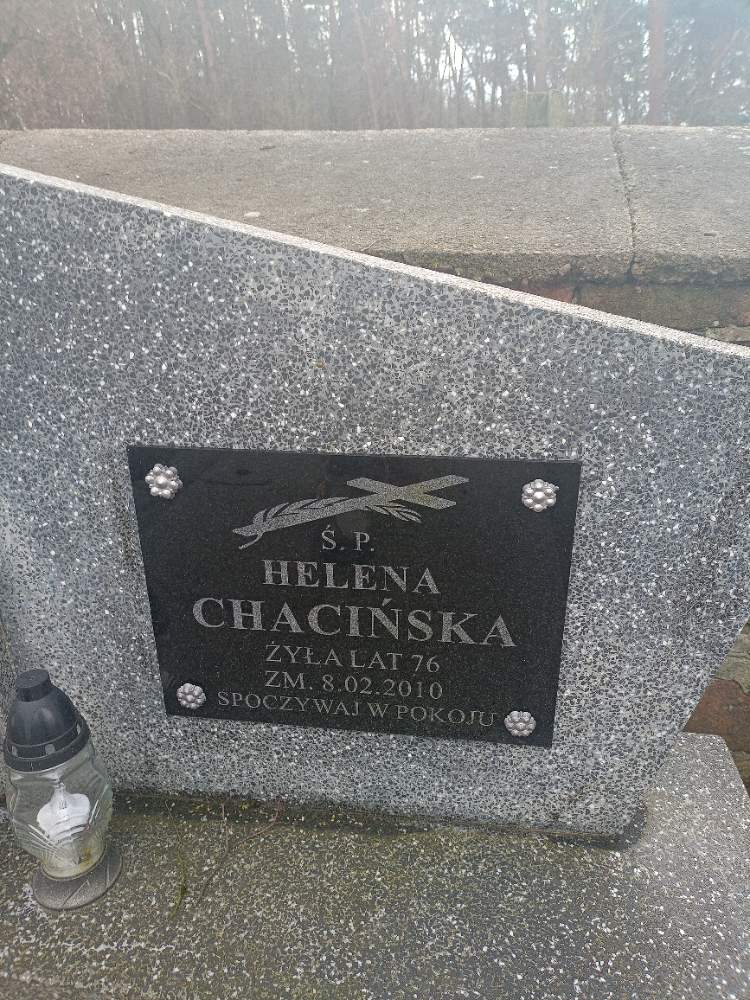 Ś. P.
HELENA
CHACIŃSKA
ŻYŁA LAT 76
ZM. 8.02.2010
SPOCZYWAJ W POKOJU